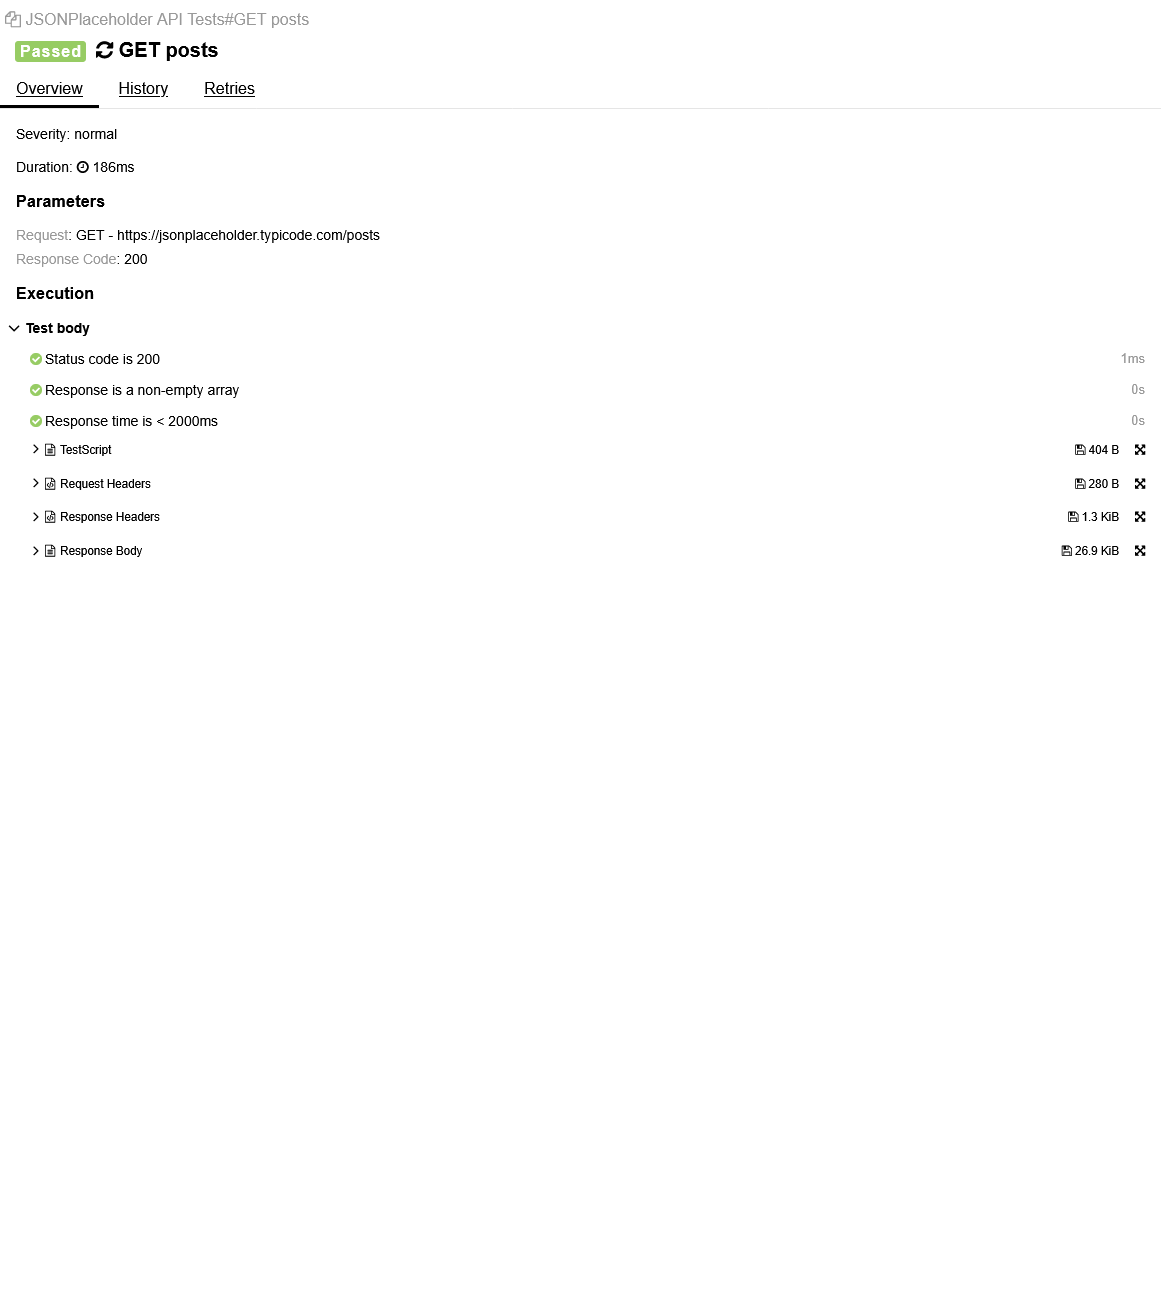 JSONPlaceholder API Tests#GET posts
Passed GET posts
Overview History Retries
Severity: normal
Duration: 186ms
Parameters
Request: GET - https://jsonplaceholder.typicode.com/posts
Response Code: 200
Execution
Test body
Status code is 200 1ms
Response is a non-empty array 0s
Response time is < 2000ms 0s
TestScript 404 B
Request Headers 280 B
Response Headers 1.3 KiB
Response Body 26.9 KiB